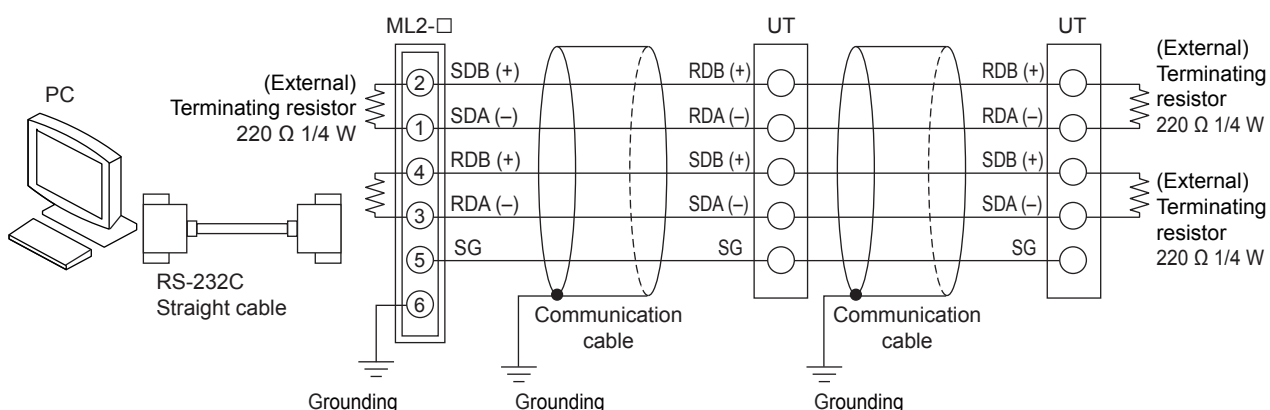 ML2-□
UT
UT
PC
(External)
Terminating resistor
220 Ω 1/4 W
2
1
4
3
5
6
SDB (+)
SDA (–)
RDB (+)
RDA (–)
SG
RDB (+)
RDA (–)
SDB (+)
SDA (–)
SG
RDB (+)
RDA (–)
SDB (+)
SDA (–)
SG
(External)
Terminating
resistor
220 Ω 1/4 W
(External)
Terminating
resistor
220 Ω 1/4 W
RS-232C
Straight cable
Communication
cable
Communication
cable
Grounding
Grounding
Grounding